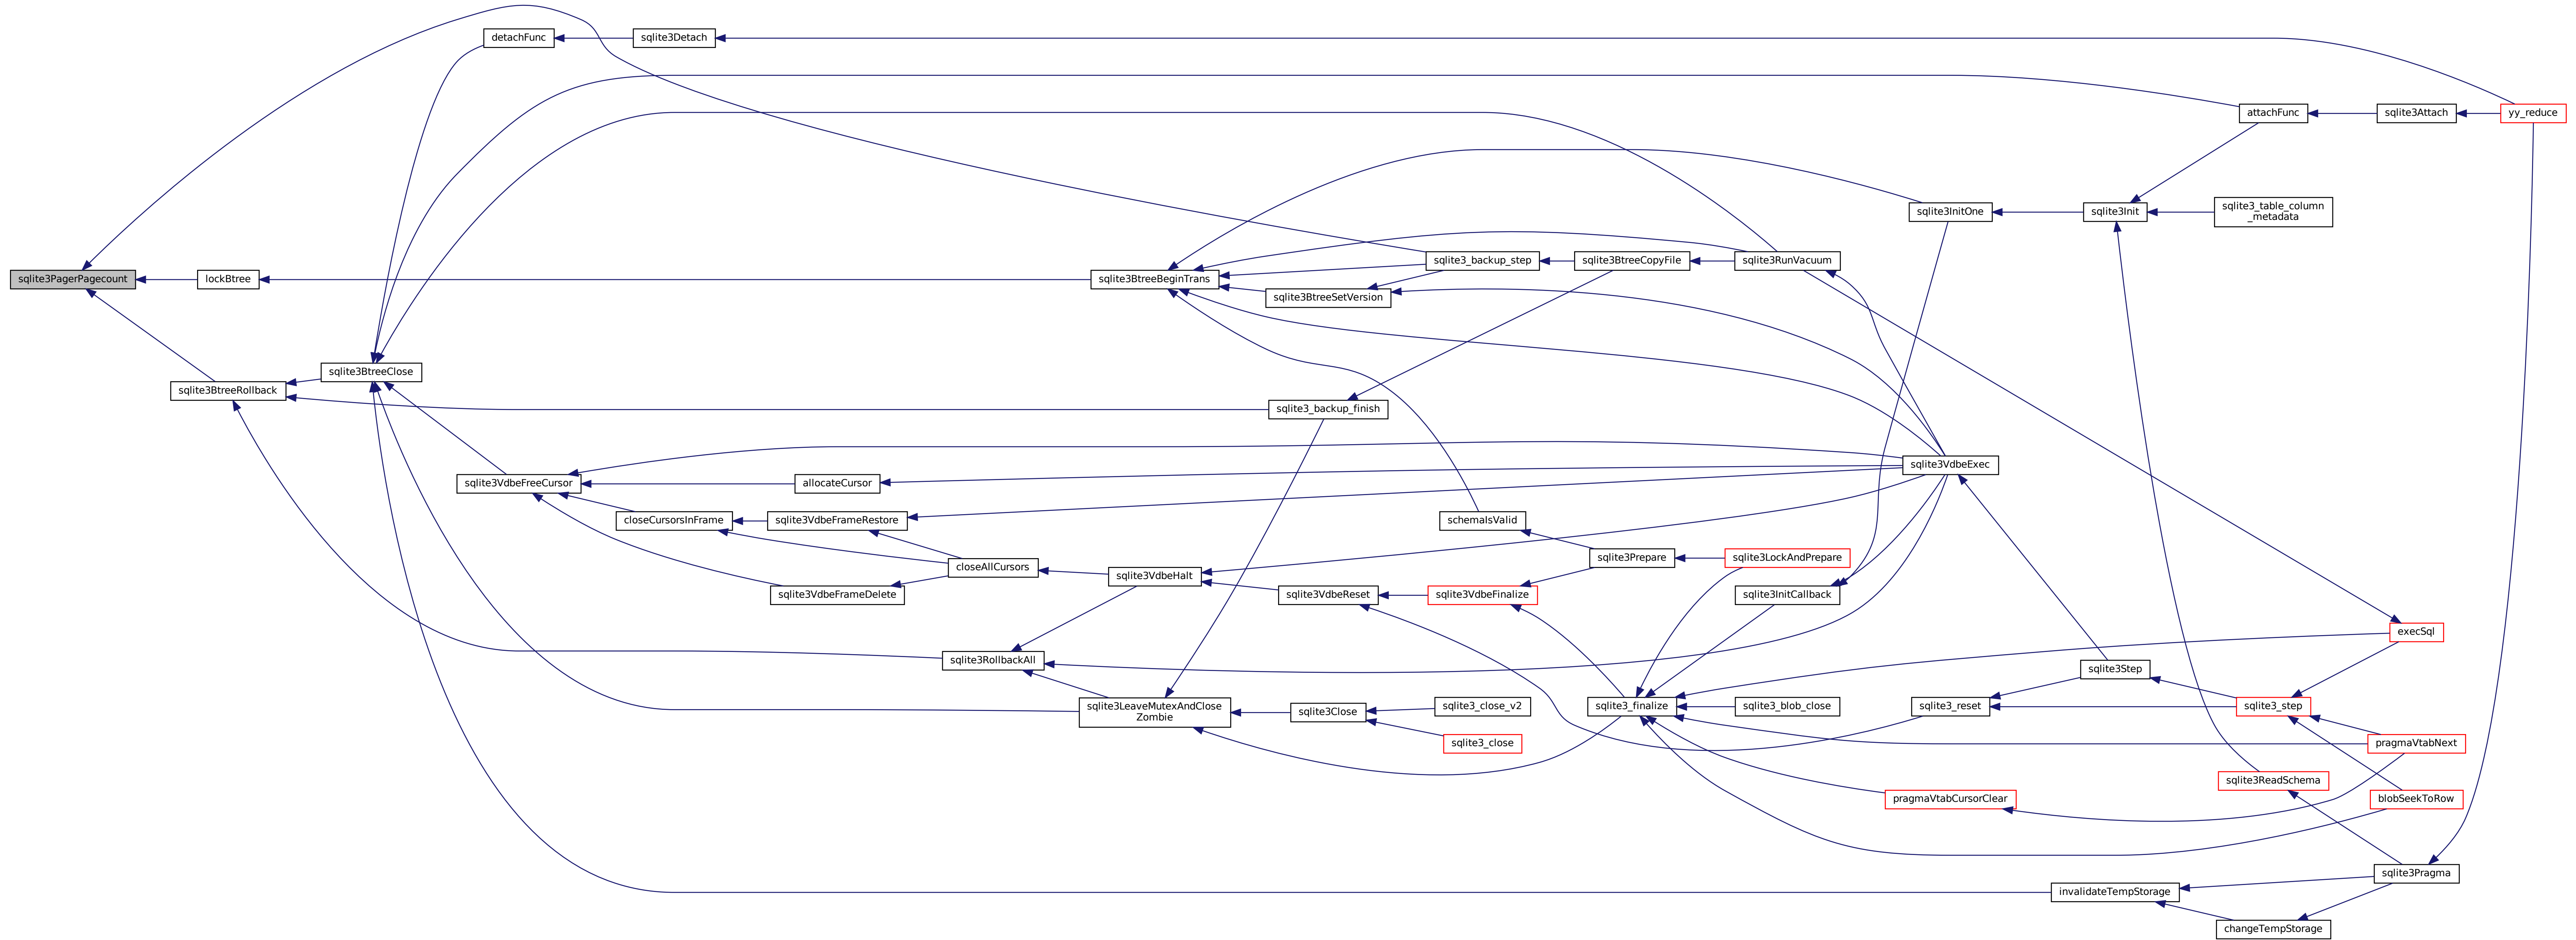 detachFunc
sqlite3Detach
attachFunc
sqlite3Attach
yy_reduce
sqlite3InitOne
sqlite3Init
sqlite3_table_column
_metadata
sqlite3PagerPagecount
lockBtree
sqlite3BtreeBeginTrans
sqlite3_backup_step
sqlite3BtreeCopyFile
sqlite3RunVacuum
sqlite3BtreeSetVersion
sqlite3BtreeClose
sqlite3BtreeRollback
sqlite3_backup_finish
sqlite3VdbeExec
sqlite3VdbeFreeCursor
allocateCursor
closeCursorsInFrame
sqlite3VdbeFrameRestore
schemaIsValid
closeAllCursors
sqlite3Prepare
sqlite3LockAndPrepare
sqlite3VdbeHalt
sqlite3VdbeFrameDelete
sqlite3VdbeReset
sqlite3VdbeFinalize
sqlite3InitCallback
execSql
sqlite3RollbackAll
sqlite3Step
sqlite3LeaveMutexAndClose
Zombie
sqlite3Close
sqlite3_close_v2
sqlite3_finalize
sqlite3_blob_close
sqlite3_reset
sqlite3_step
sqlite3_close
pragmaVtabNext
sqlite3ReadSchema
pragmaVtabCursorClear
blobSeekToRow
sqlite3Pragma
invalidateTempStorage
changeTempStorage